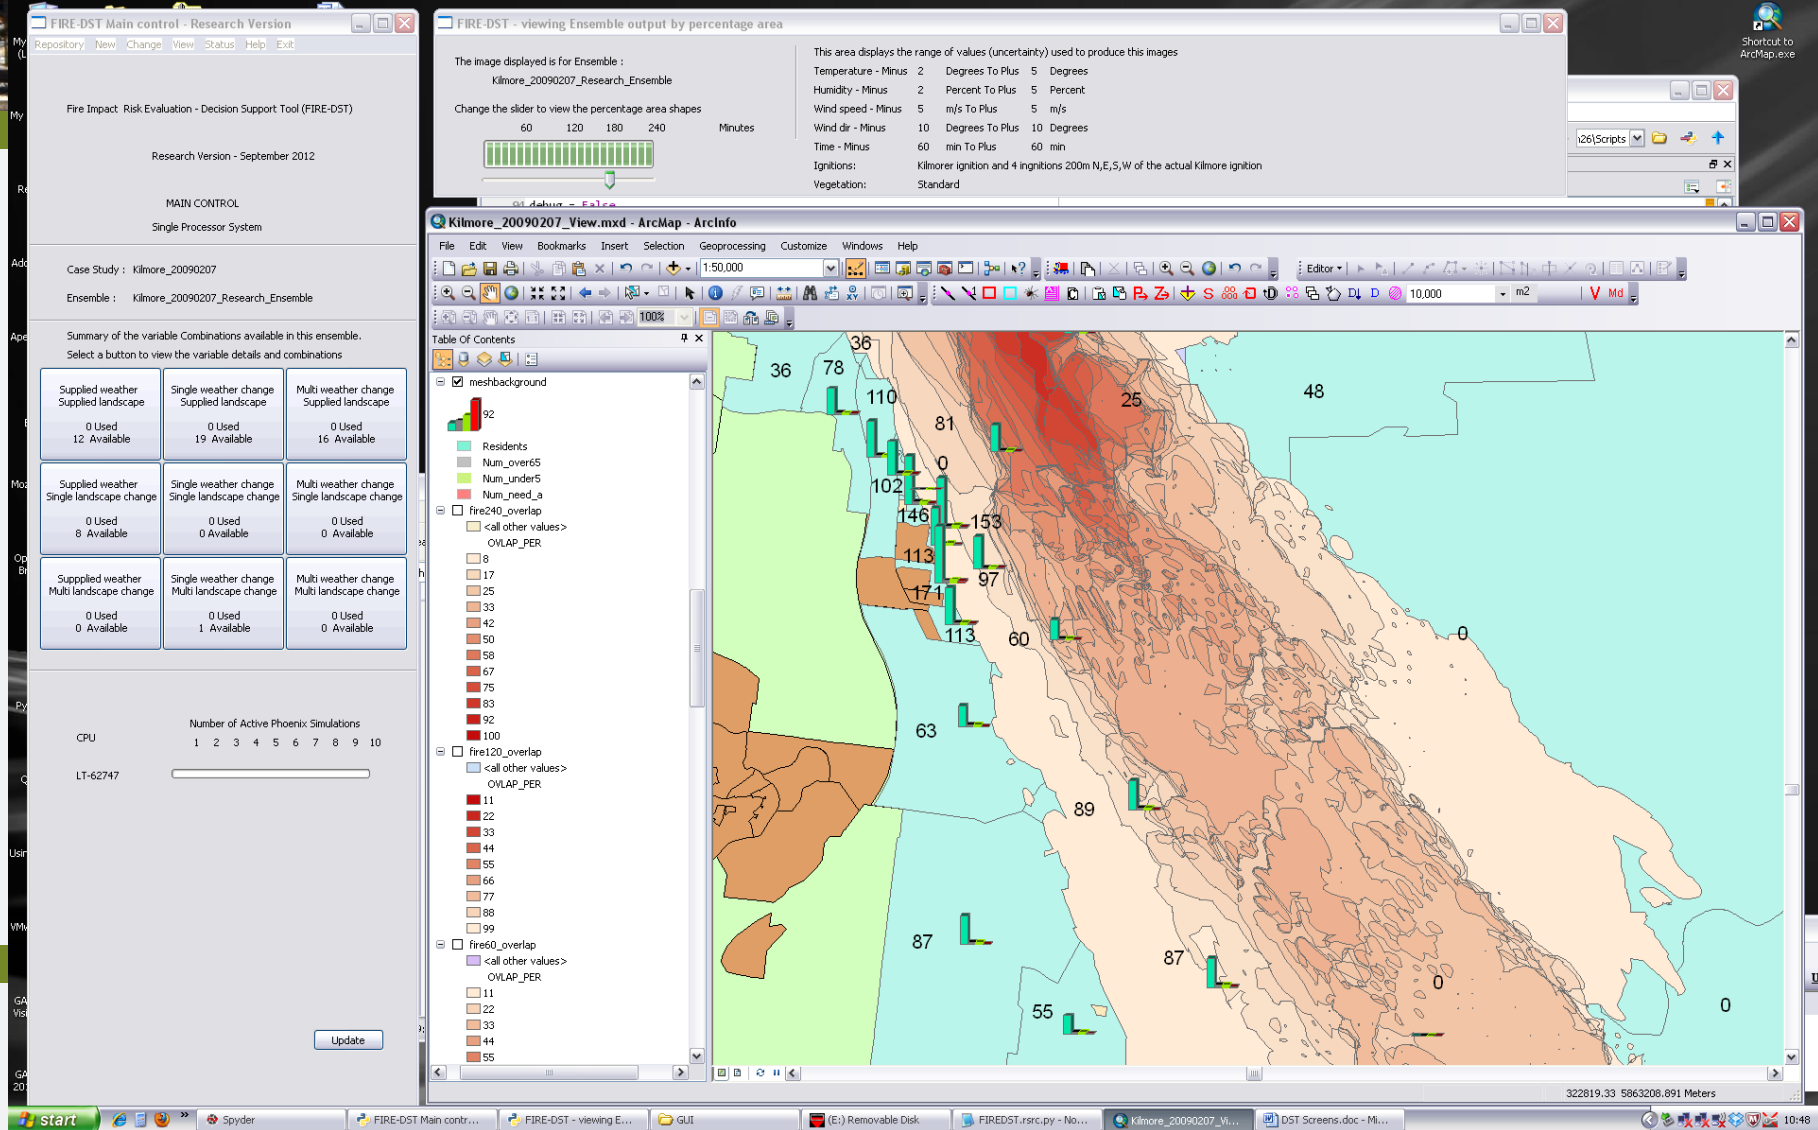 FIRE-DST Main control - Research Version
Repository New Change View Status Help Exit
Fire Impact Risk Evaluation - Decision Support Tool (FIRE-DST)
Research Version - September 2012
MAIN CONTROL
Single Processor System
Case Study : Kilmore_20090207
Ensemble : Kilmore_20090207_Research_Ensemble
Summary of the variable Combinations available in this ensemble.
Select a button to view the variable details and combinations
Supplied weather
Supplied landscape
0 Used
12 Available
Single weather change
Supplied landscape
0 Used
19 Available
Multi weather change
Supplied landscape
0 Used
16 Available
Supplied weather
Single landscape change
0 Used
8 Available
Single weather change
Single landscape change
0 Used
0 Available
Multi weather change
Single landscape change
0 Used
0 Available
Suppplied weather
Multi landscape change
0 Used
0 Available
Single weather change
Multi landscape change
0 Used
1 Available
Multi weather change
Multi landscape change
0 Used
0 Available
Number of Active Phoenix Simulations
CPU 1 2 3 4 5 6 7 8 9 10
LT-62747
Update
FIRE-DST - viewing Ensemble output by percentage area
The image displayed is for Ensemble :
Kilmore_20090207_Research_Ensemble
Change the slider to view the percentage area shapes
60 120 180 240 Minutes
This area displays the range of values (uncertainty) used to produce this images
Temperature - Minus 2 Degrees To Plus 5 Degrees
Humidity - Minus 2 Percent To Plus 5 Percent
Wind speed - Minus 5 m/s To Plus 5 m/s
Wind dir - Minus 10 Degrees To Plus 10 Degrees
Time - Minus 60 min To Plus 60 min
Ignitions: Kilmorer ignition and 4 ingnitions 200m N,E,S,W of the actual Kilmore ignition
Vegetation: Standard
Shortcut to
ArcMap.exe
26\Scripts
91 debug = False
Kilmore_20090207_View.mxd - ArcMap - ArcInfo
File Edit View Bookmarks Insert Selection Geoprocessing Customize Windows Help
1:50,000
Editor
10,000 m2
Md
100%
Table Of Contents
meshbackground
92
Residents
Num_over65
Num_under5
Num_need_a
fire240_overlap
<all other values>
OVLAP_PER
8
17
25
33
42
50
58
67
75
83
92
100
fire120_overlap
<all other values>
OVLAP_PER
11
22
33
44
55
66
77
88
99
fire60_overlap
<all other values>
OVLAP_PER
11
22
33
44
55
36
36 78
48
110 25
81
0
102
146 153
113
97
171
113 60 0
63
89
87
87
0
55 0
322819.33 5863208.891 Meters
start
Spyder
FIRE-DST Main contr...
FIRE-DST - viewing E...
GUI
(E:) Removable Disk
FIREDST.rsrc.py - No...
Kilmore_20090207_Vi...
DST Screens.doc - Mi...
10:48